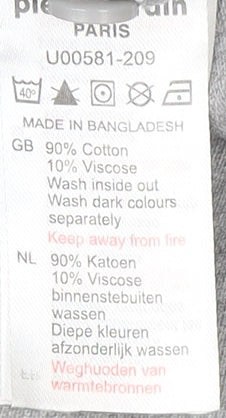 PARIS
U00581-209
40°
MADE IN BANGLADESH
GB 90% Cotton
10% Viscose
Wash inside out
Wash dark colours
separately
Keep away from fire
NL 90% Katoen
10% Viscose
binnenstebuiten
wassen
Diepe kleuren
afzonderlijk wassen
Weghuoden van
warmtebronnen